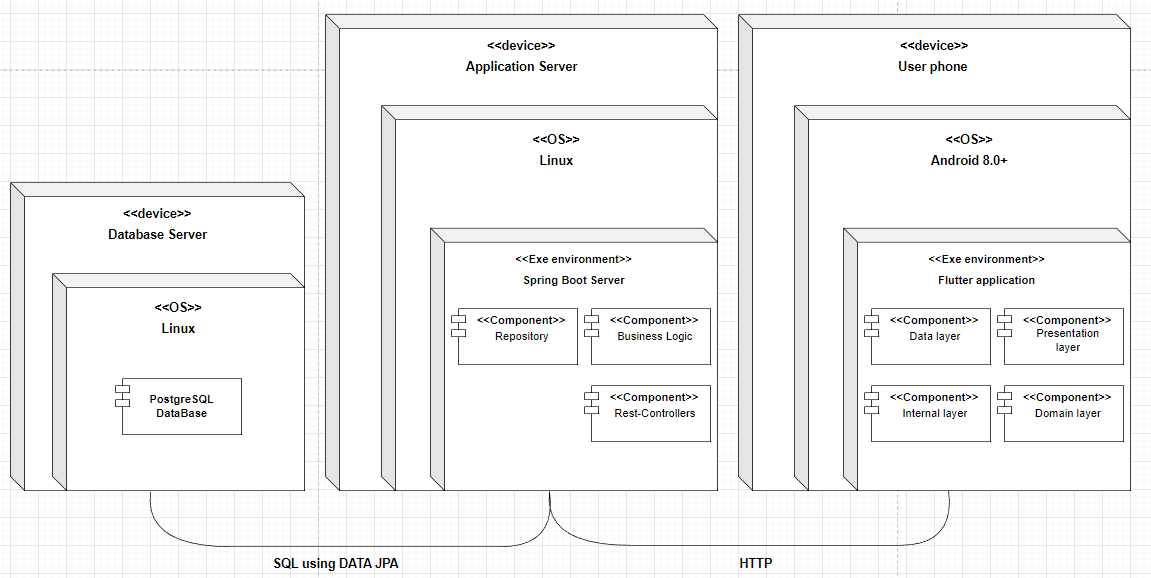 <<device>>
Database Server
<<OS>>
Linux
PostgreSQL
DataBase
<<device>>
Application Server
<<OS>>
Linux
<<Exe environment>>
Spring Boot Server
<<Component>>
Repository
<<Component>>
Business Logic
<<Component>>
Rest-Controllers
<<device>>
User phone
<<OS>>
Android 8.0+
<<Exe environment>>
Flutter application
<<Component>>
Data layer
<<Component>>
Presentation
layer
<<Component>>
Internal layer
<<Component>>
Domain layer
SQL using DATA JPA
HTTP